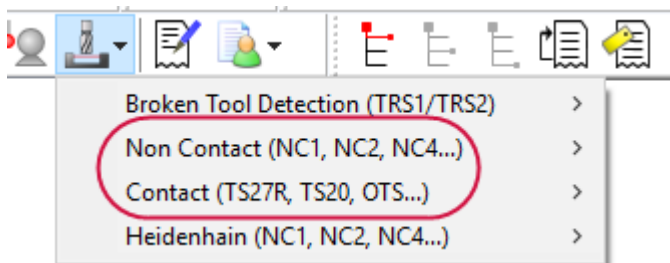 Broken Tool Detection (TRS1/TRS2)
Non Contact (NC1, NC2, NC4...)
Contact (TS27R, TS20, OTS...)
Heidenhain (NC1, NC2, NC4...)